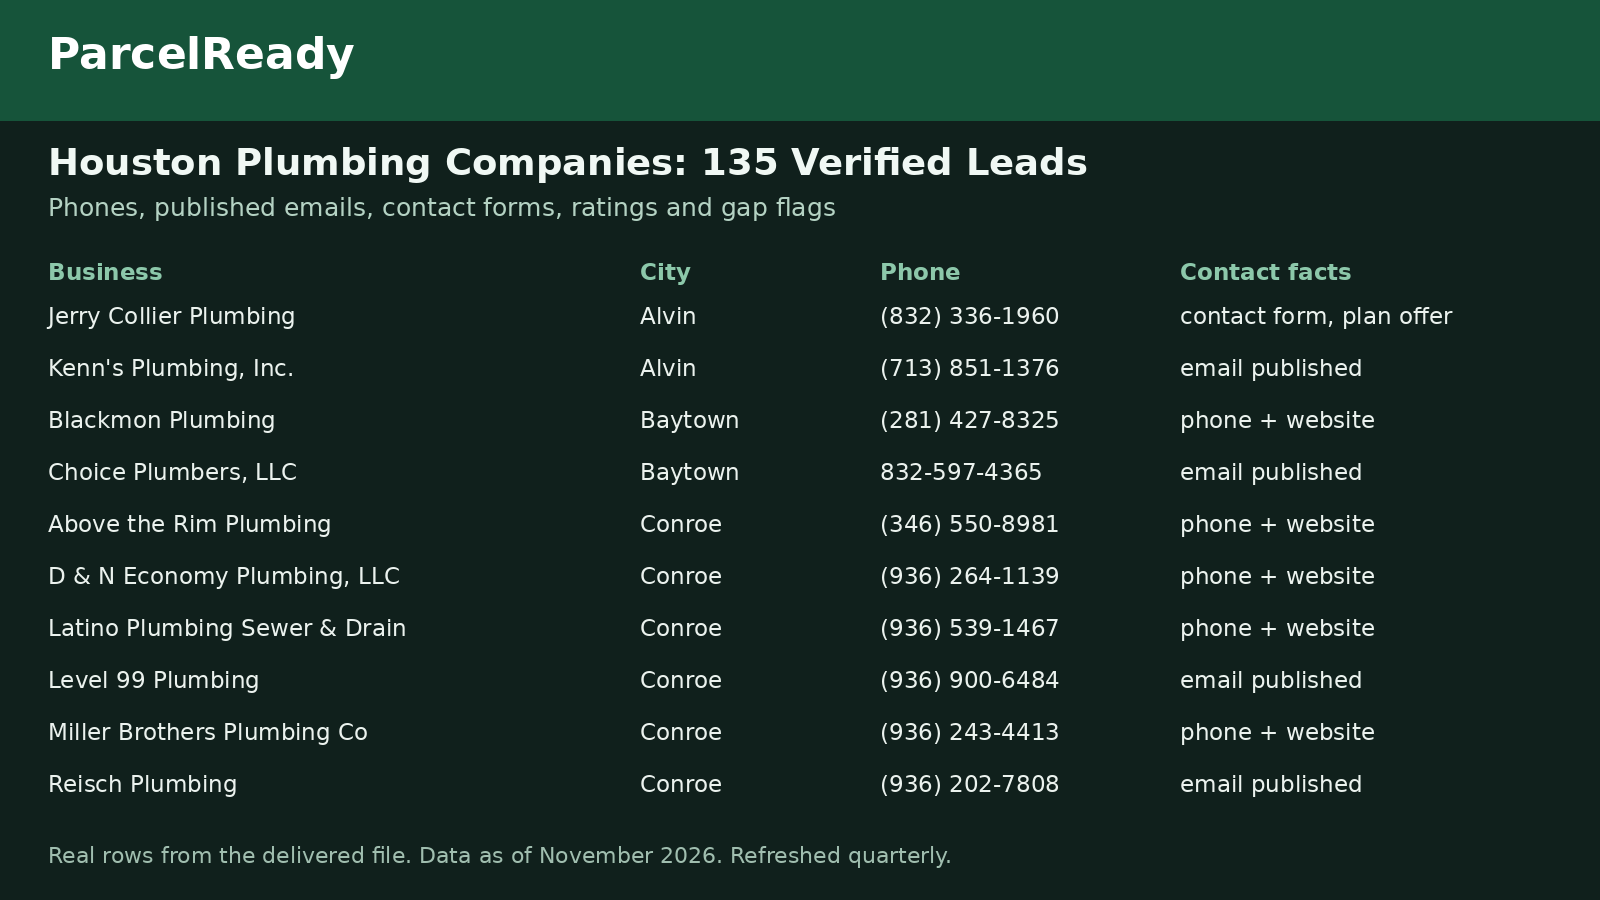 ParcelReady
Houston Plumbing Companies: 135 Verified Leads
Phones, published emails, contact forms, ratings and gap flags
Business City Phone Contact facts
Jerry Collier Plumbing Alvin (832) 336-1960 contact form, plan offer
Kenn's Plumbing, Inc. Alvin (713) 851-1376 email published
Blackmon Plumbing Baytown (281) 427-8325 phone + website
Choice Plumbers, LLC Baytown 832-597-4365 email published
Above the Rim Plumbing Conroe (346) 550-8981 phone + website
D & N Economy Plumbing, LLC Conroe (936) 264-1139 phone + website
Latino Plumbing Sewer & Drain Conroe (936) 539-1467 phone + website
Level 99 Plumbing Conroe (936) 900-6484 email published
Miller Brothers Plumbing Co Conroe (936) 243-4413 phone + website
Reisch Plumbing Conroe (936) 202-7808 email published
Real rows from the delivered file. Data as of November 2026. Refreshed quarterly.